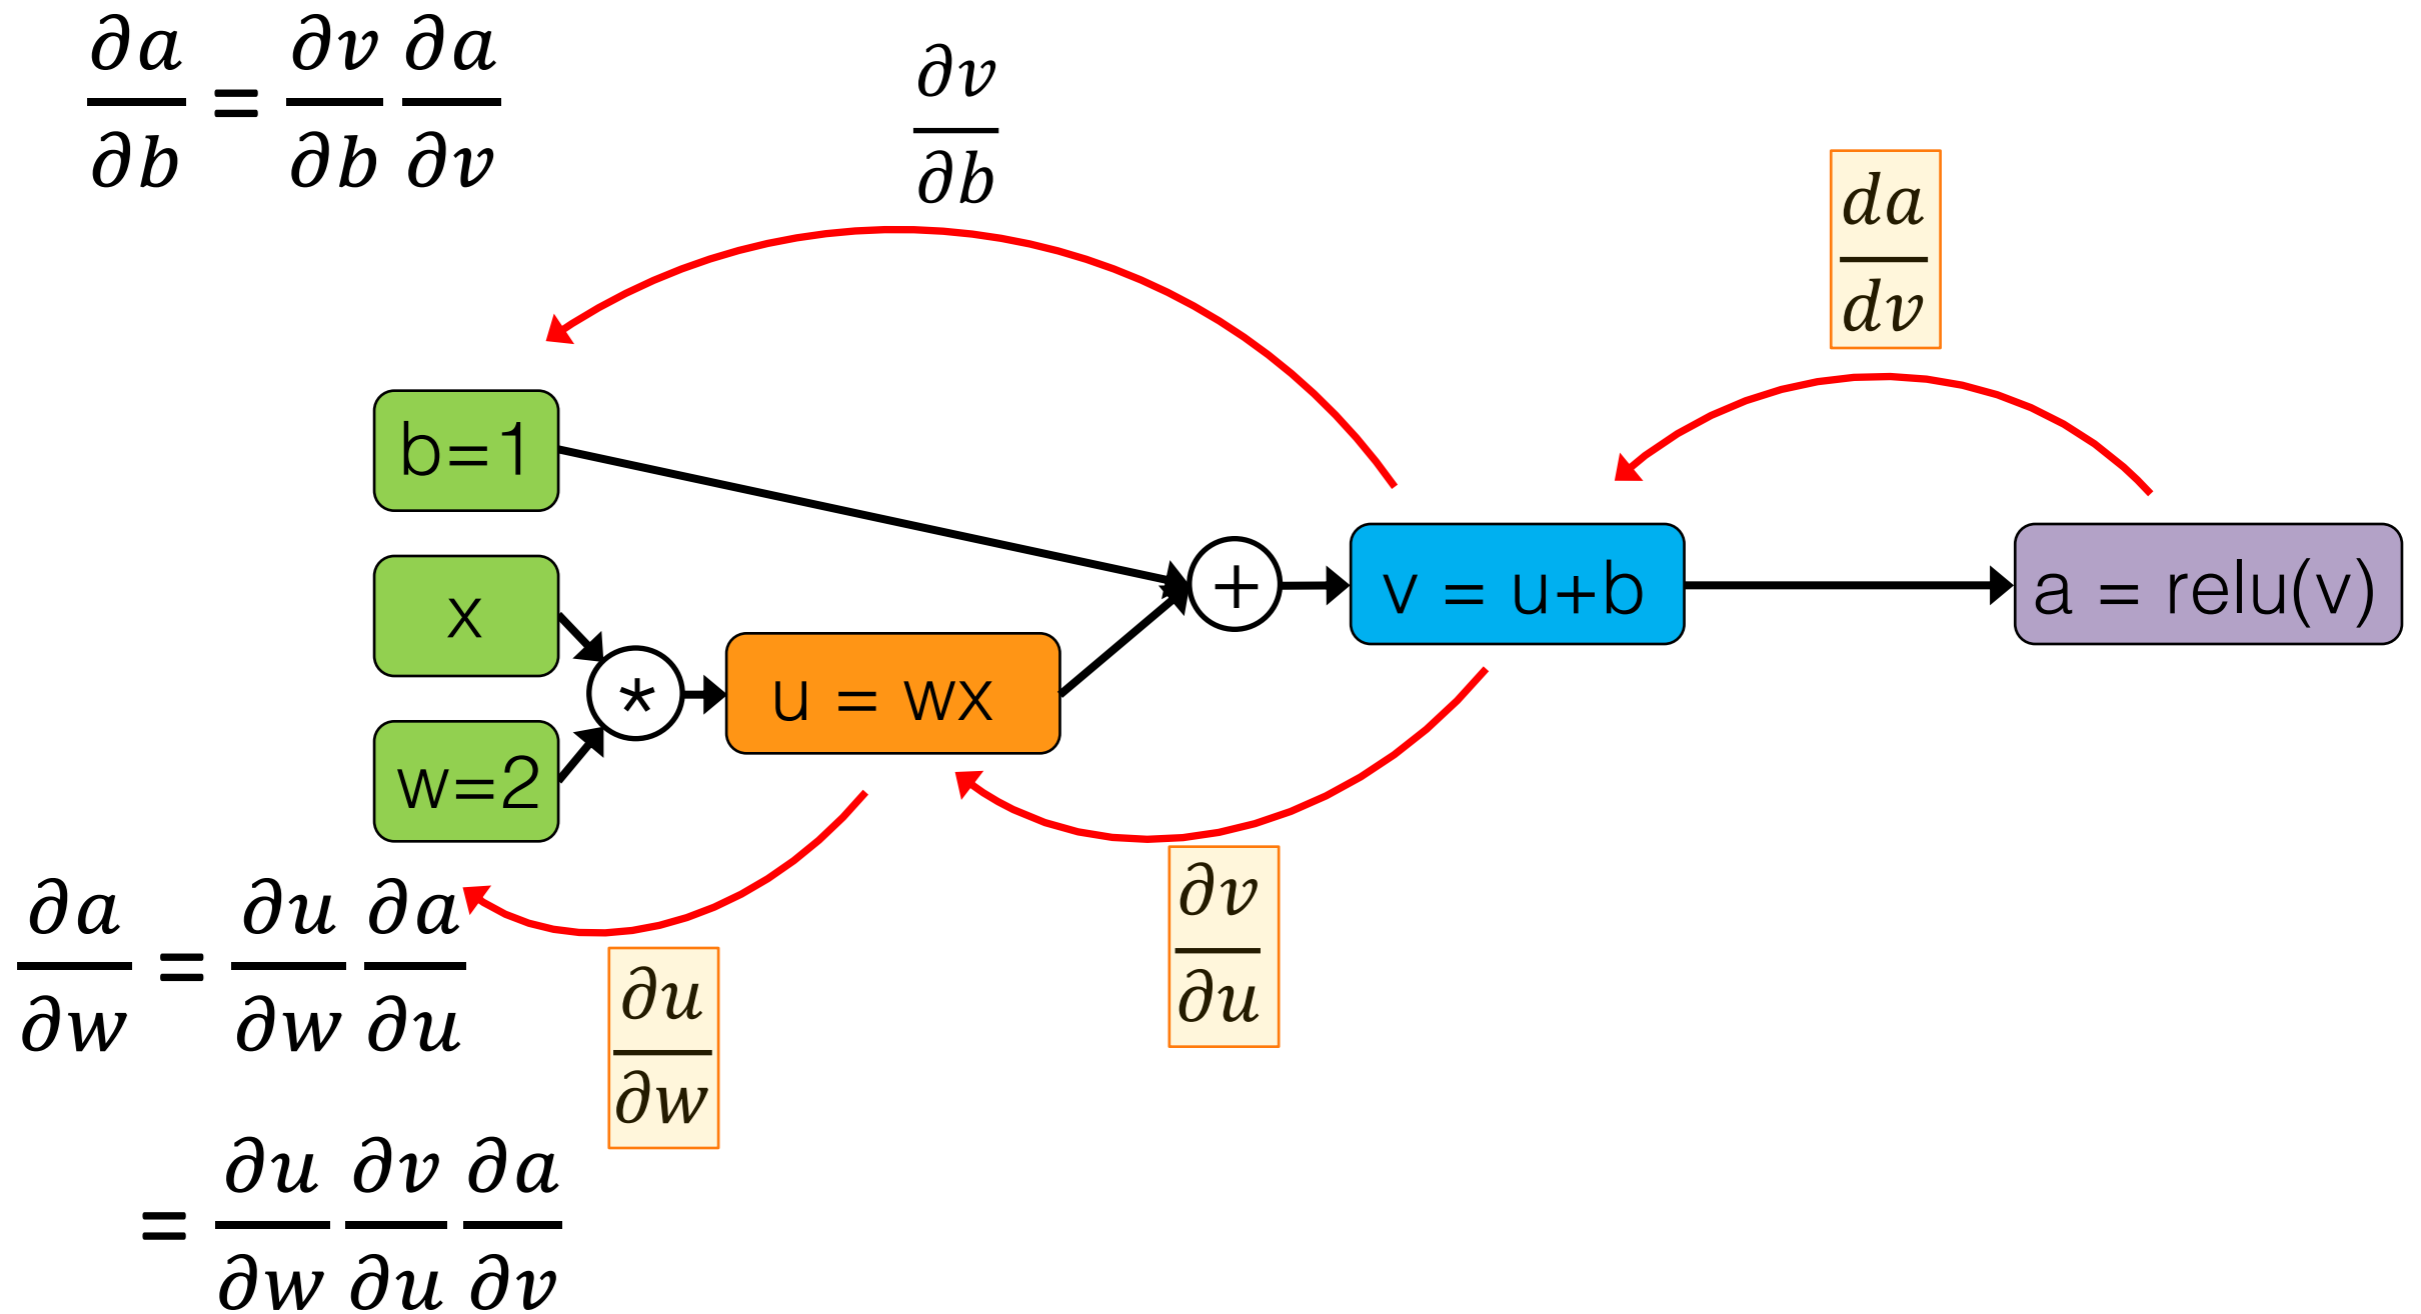 ∂a/∂b = ∂v/∂b ∂a/∂v
∂v/∂b
da/dv
b=1
x
*
w=2
u = wx
+
v = u+b
a = relu(v)
∂a/∂w = ∂u/∂w ∂a/∂u
∂u/∂w
∂v/∂u
= ∂u/∂w ∂v/∂u ∂a/∂v